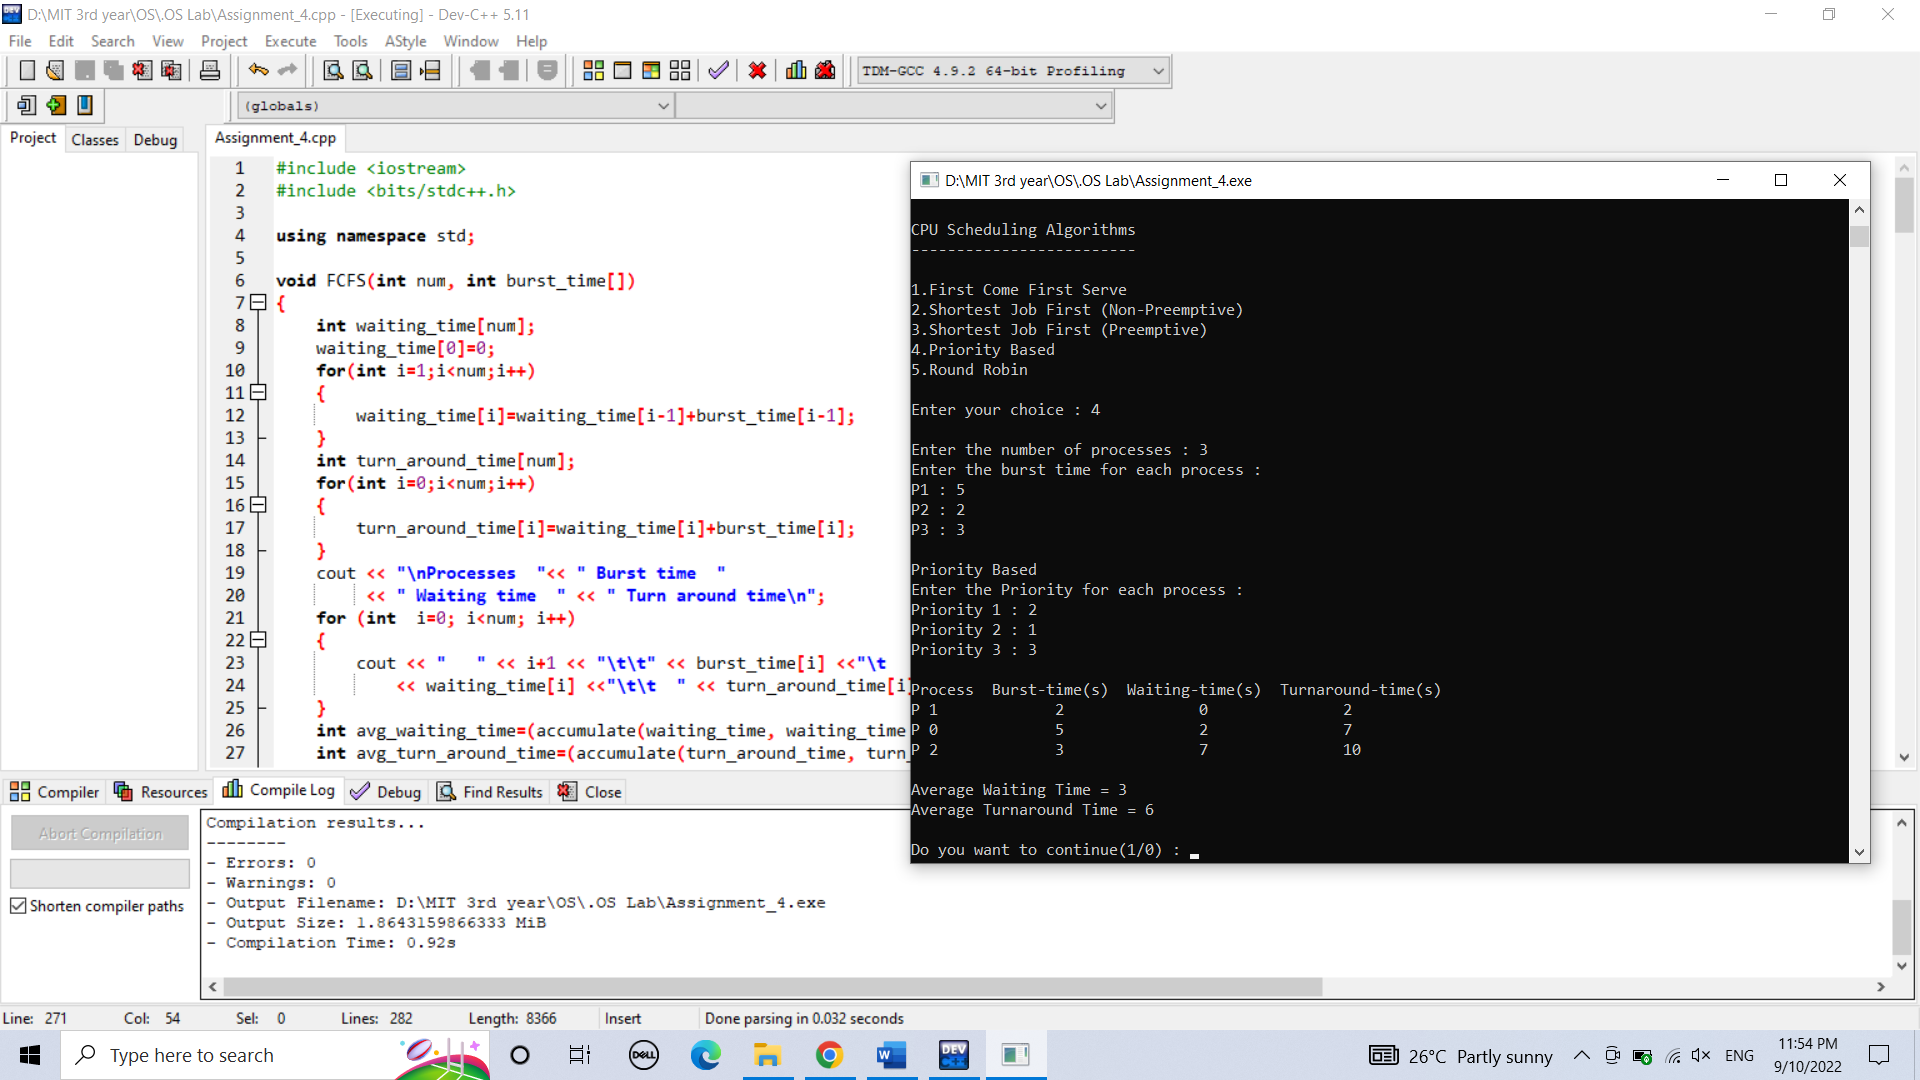 D:\MIT 3rd year\OS\.OS Lab\Assignment_4.cpp - [Executing] - Dev-C++ 5.11
File Edit Search View Project Execute Tools AStyle Window Help
TDM-GCC 4.9.2 64-bit Profiling
(globals)
Project Classes Debug
Assignment_4.cpp
1 #include <iostream>
2 #include <bits/stdc++.h>
3
4 using namespace std;
5
6 void FCFS(int num, int burst_time[])
7 {
8 int waiting_time[num];
9 waiting_time[0]=0;
10 for(int i=1;i<num;i++)
11 {
12 waiting_time[i]=waiting_time[i-1]+burst_time[i-1];
13 }
14 int turn_around_time[num];
15 for(int i=0;i<num;i++)
16 {
17 turn_around_time[i]=waiting_time[i]+burst_time[i];
18 }
19 cout << "\nProcesses  "<< " Burst time  "
20 << " Waiting time  " << " Turn around time\n";
21 for (int  i=0; i<num; i++)
22 {
23 cout << "   " << i+1 << "\t\t" << burst_time[i] <<"\t
24 << waiting_time[i] <<"\t\t  " << turn_around_time[i]
25 }
26 int avg_waiting_time=(accumulate(waiting_time, waiting_time
27 int avg_turn_around_time=(accumulate(turn_around_time, turn_
D:\MIT 3rd year\OS\.OS Lab\Assignment_4.exe
CPU Scheduling Algorithms
-------------------------
1.First Come First Serve
2.Shortest Job First (Non-Preemptive)
3.Shortest Job First (Preemptive)
4.Priority Based
5.Round Robin
Enter your choice : 4
Enter the number of processes : 3
Enter the burst time for each process :
P1 : 5
P2 : 2
P3 : 3
Priority Based
Enter the Priority for each process :
Priority 1 : 2
Priority 2 : 1
Priority 3 : 3
Process  Burst-time(s)  Waiting-time(s)  Turnaround-time(s)
P 1 2 0 2
P 0 5 2 7
P 2 3 7 10
Average Waiting Time = 3
Average Turnaround Time = 6
Do you want to continue(1/0) :
Compiler Resources Compile Log Debug Find Results Close
Abort Compilation
Shorten compiler paths
Compilation results...
--------
- Errors: 0
- Warnings: 0
- Output Filename: D:\MIT 3rd year\OS\.OS Lab\Assignment_4.exe
- Output Size: 1.8643159866333 MiB
- Compilation Time: 0.92s
Line: 271 Col: 54 Sel: 0 Lines: 282 Length: 8366 Insert Done parsing in 0.032 seconds
Type here to search
DELL
W
DEV C++
26°C Partly sunny
ENG
11:54 PM
9/10/2022